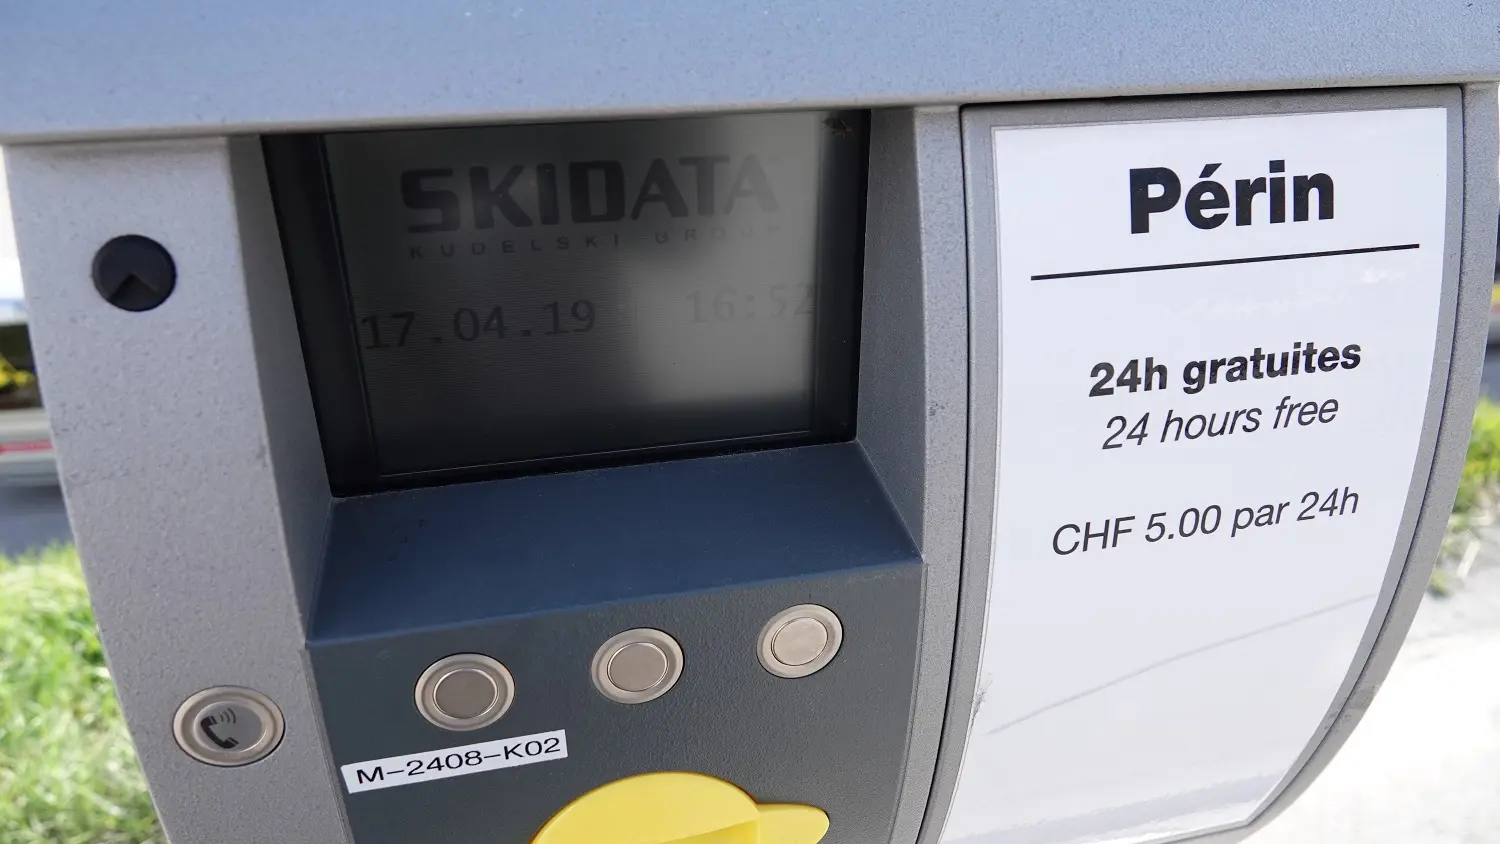 SKIDATA
KUDELSKI GROUP
17.04.19 16:52
M-2408-K02
Périn
24h gratuites
24 hours free
CHF 5.00 par 24h